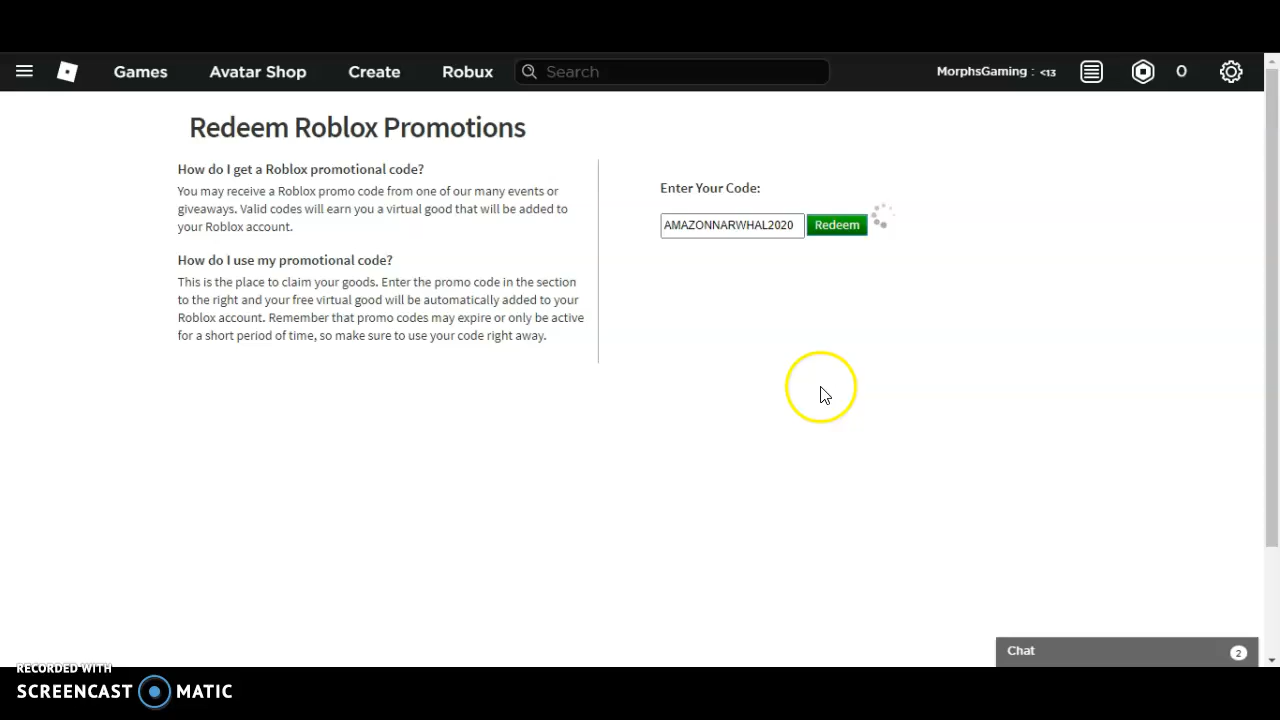 Games Avatar Shop Create Robux Search MorphsGaming : <13 0
Redeem Roblox Promotions
How do I get a Roblox promotional code?
You may receive a Roblox promo code from one of our many events or
giveaways. Valid codes will earn you a virtual good that will be added to
your Roblox account.
How do I use my promotional code?
This is the place to claim your goods. Enter the promo code in the section
to the right and your free virtual good will be automatically added to your
Roblox account. Remember that promo codes may expire or only be active
for a short period of time, so make sure to use your code right away.
Enter Your Code:
AMAZONNARWHAL2020 Redeem
Chat 2
RECORDED WITH
SCREENCAST MATIC